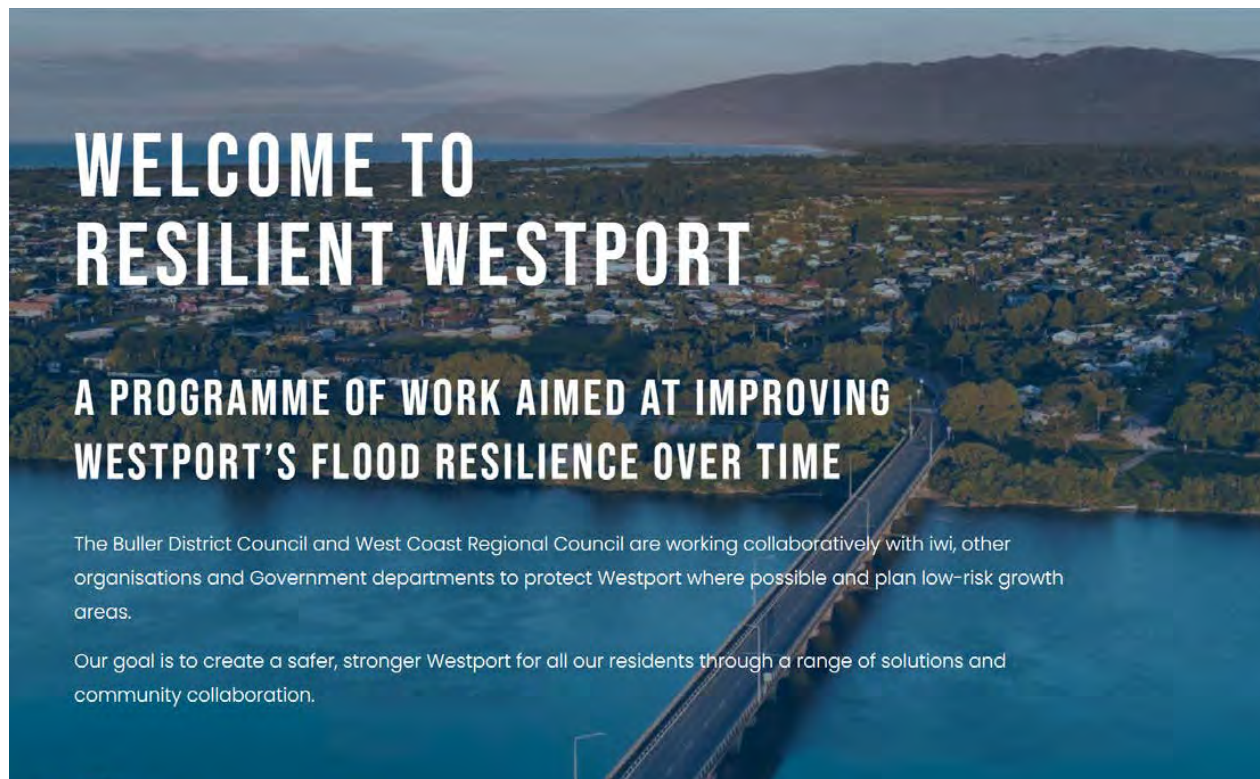 WELCOME TO
RESILIENT WESTPORT
A PROGRAMME OF WORK AIMED AT IMPROVING
WESTPORT'S FLOOD RESILIENCE OVER TIME
The Buller District Council and West Coast Regional Council are working collaboratively with iwi, other
organisations and Government departments to protect Westport where possible and plan low-risk growth
areas.
Our goal is to create a safer, stronger Westport for all our residents through a range of solutions and
community collaboration.